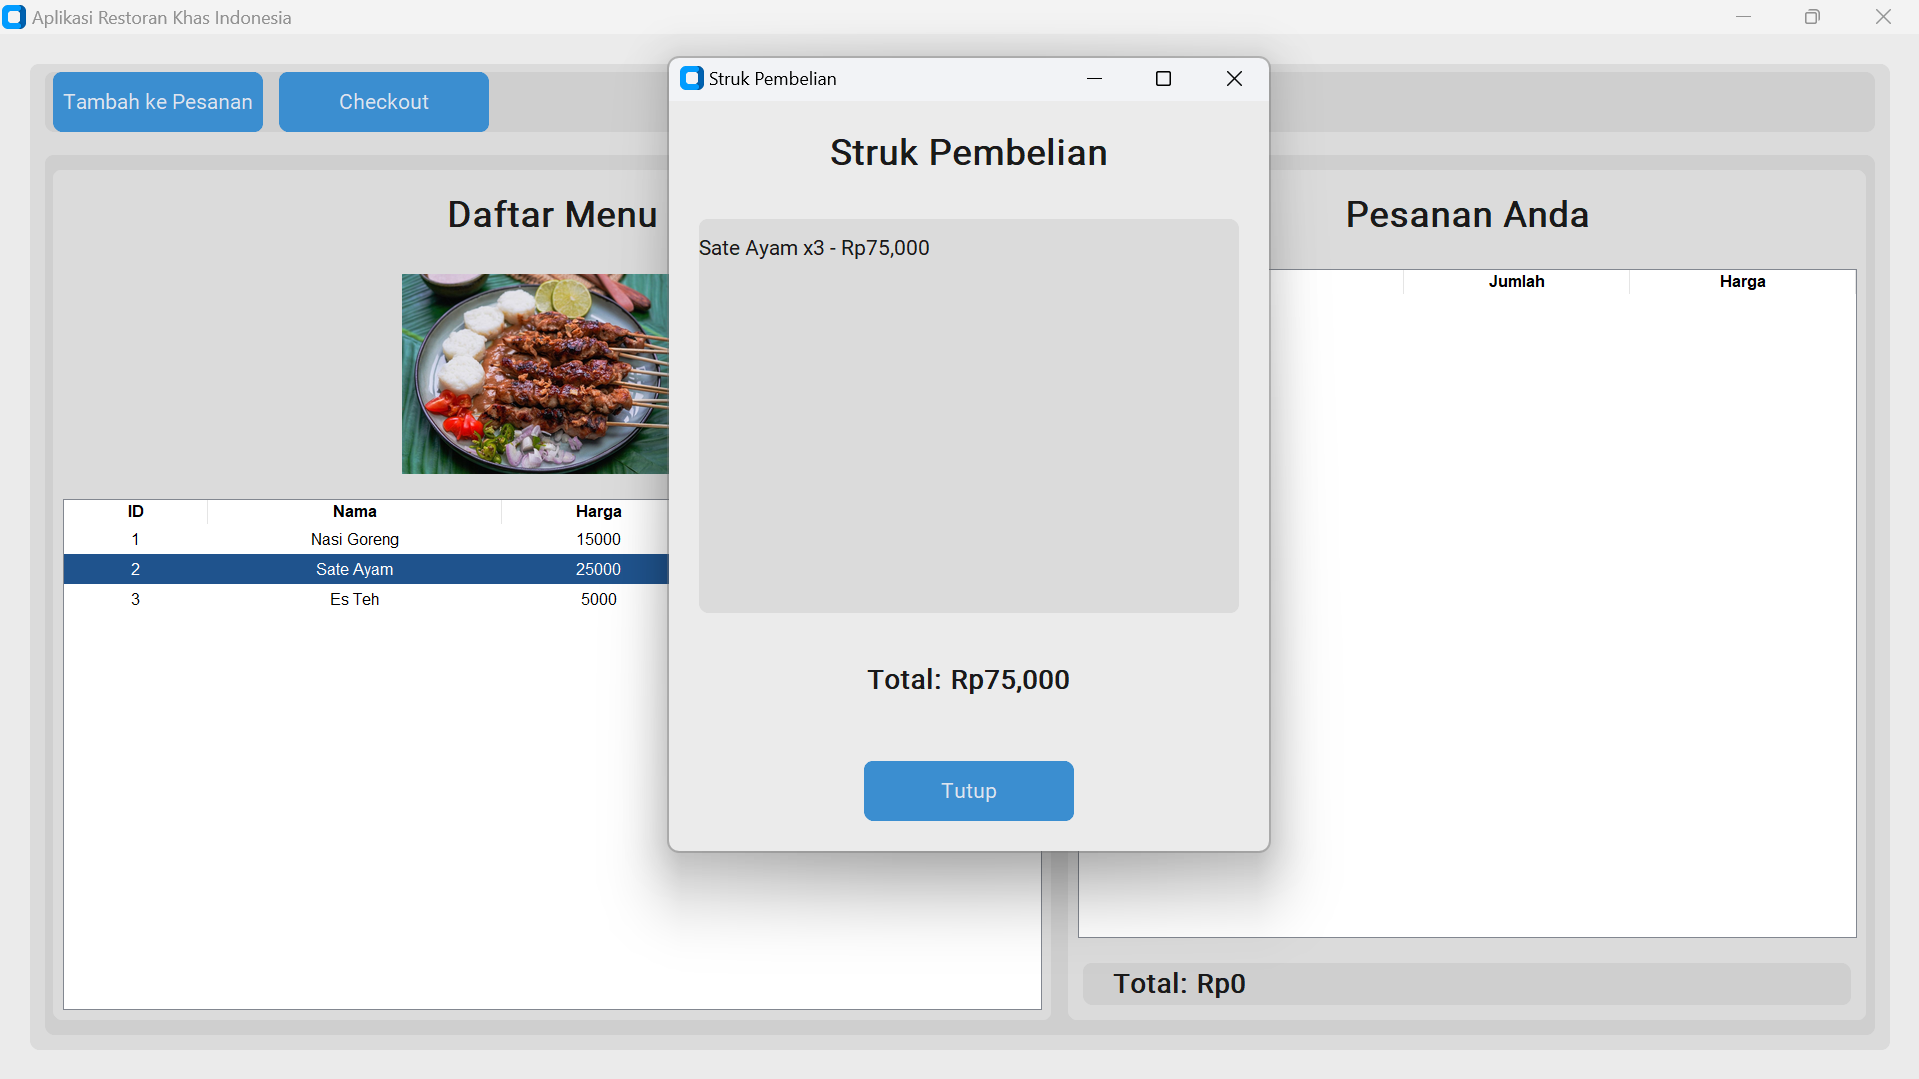 Aplikasi Restoran Khas Indonesia
Tambah ke Pesanan
Checkout
Daftar Menu
ID Nama Harga
1 Nasi Goreng 15000
2 Sate Ayam 25000
3 Es Teh 5000
Struk Pembelian
Struk Pembelian
Sate Ayam x3 - Rp75,000
Total: Rp75,000
Tutup
Pesanan Anda
Jumlah Harga
Total: Rp0